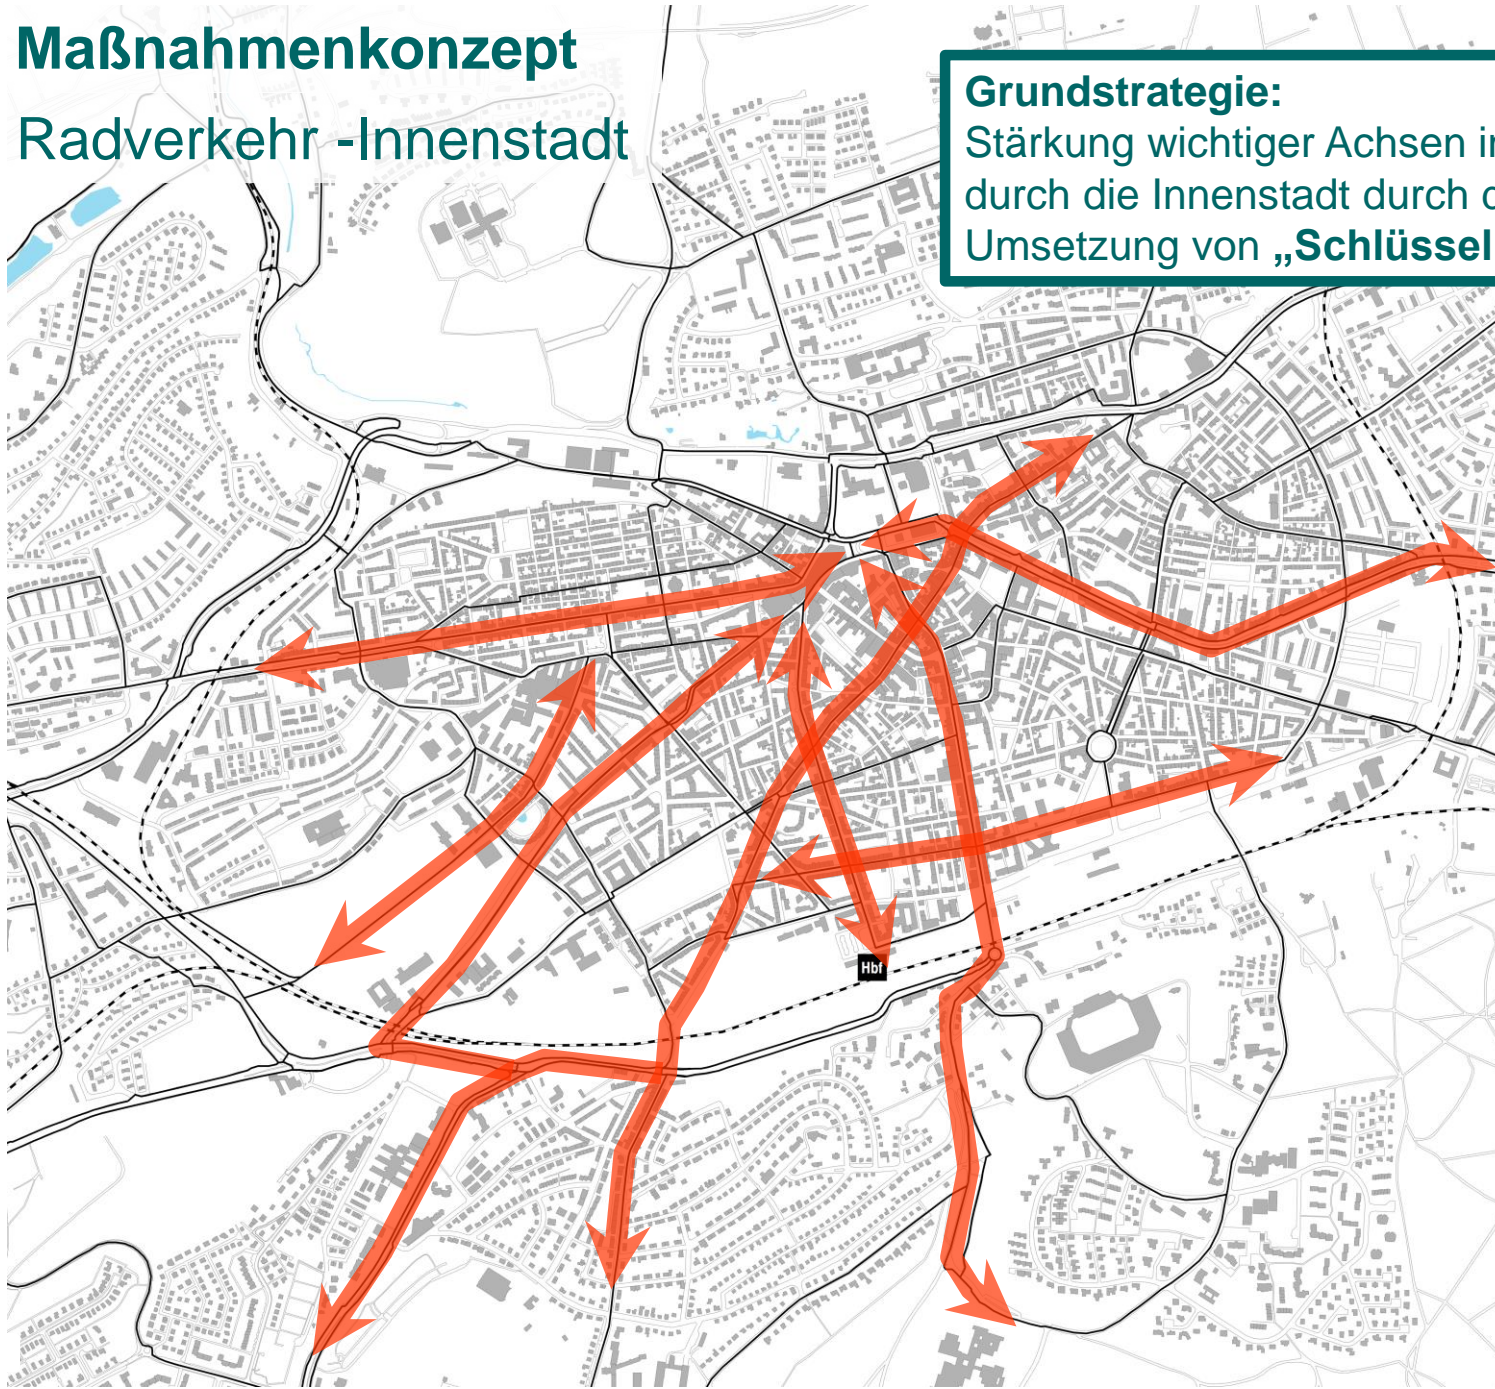 Maßnahmenkonzept
Radverkehr -Innenstadt
Grundstrategie:
Stärkung wichtiger Achsen
durch die Innenstadt durch
Umsetzung von „Schlüssel
Hbf